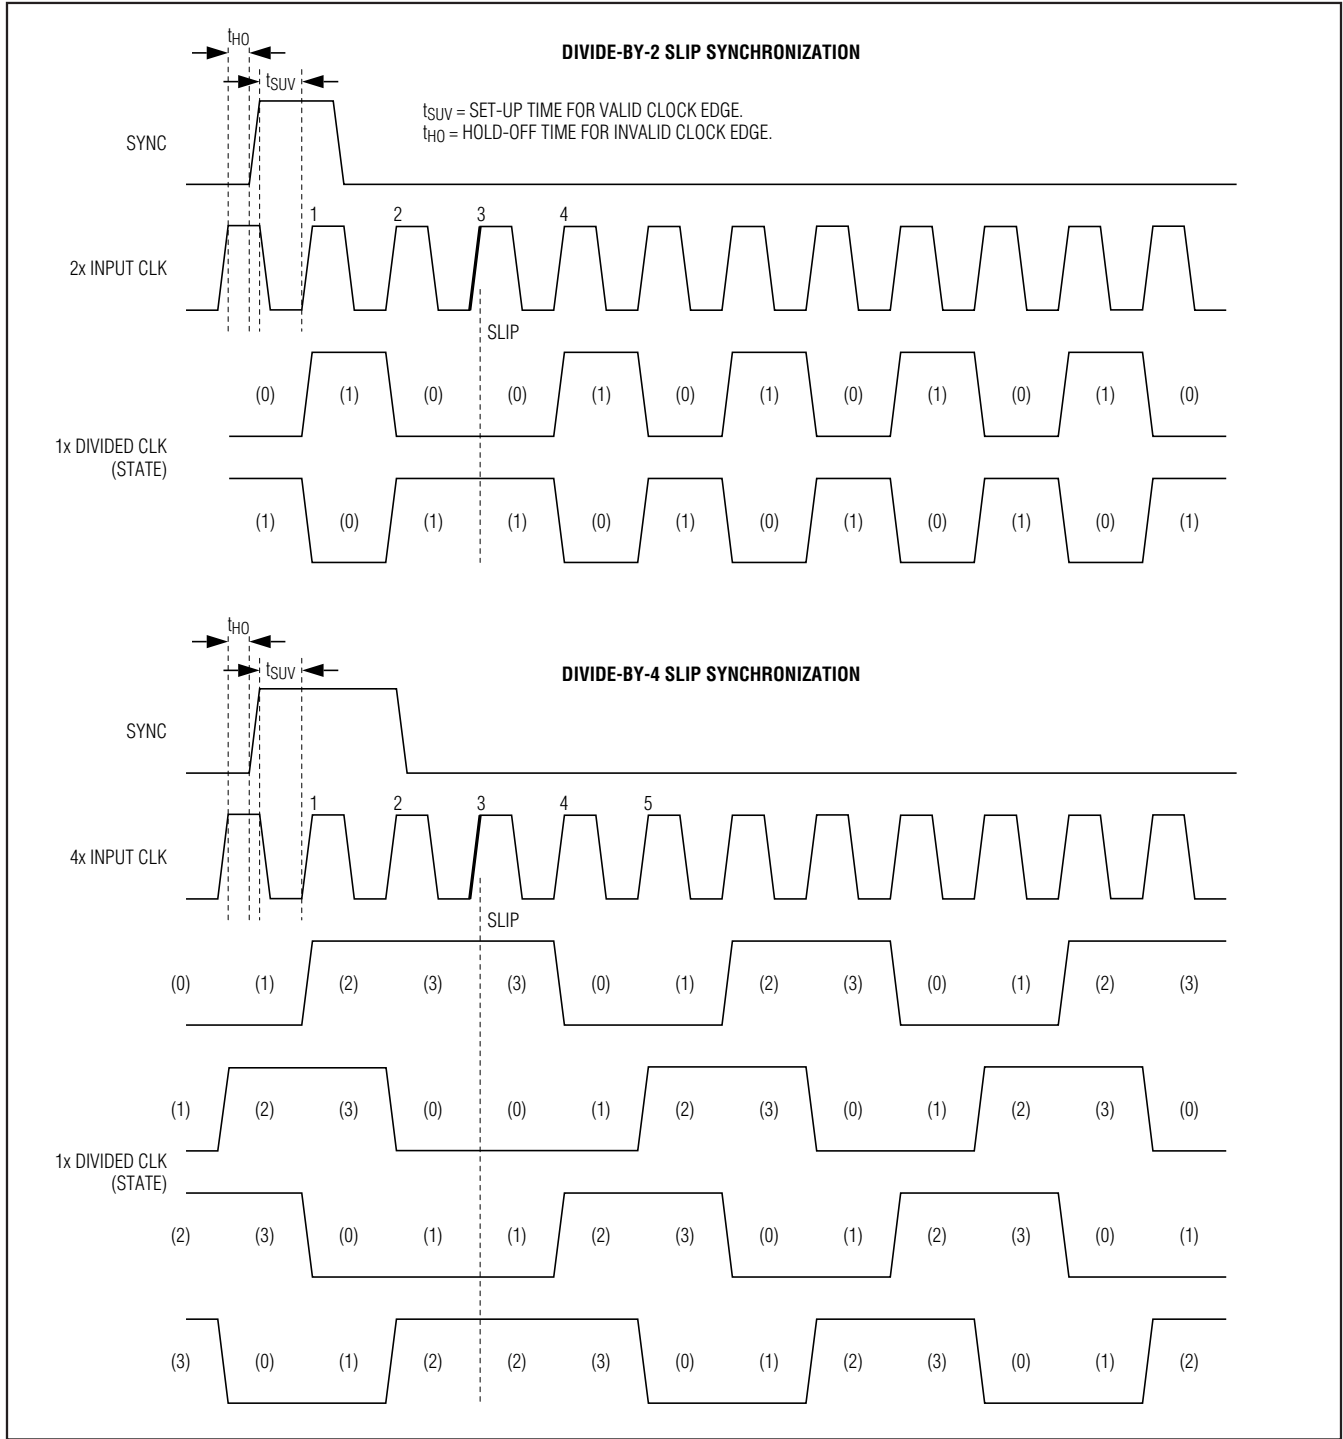 tHO
DIVIDE-BY-2 SLIP SYNCHRONIZATION
tSUV
tSUV = SET-UP TIME FOR VALID CLOCK EDGE.
tHO = HOLD-OFF TIME FOR INVALID CLOCK EDGE.
SYNC
1 2 3 4
2x INPUT CLK
SLIP
(0) (1) (0) (0) (1) (0) (1) (0) (1) (0) (1) (0)
1x DIVIDED CLK
(STATE)
(1) (0) (1) (1) (0) (1) (0) (1) (0) (1) (0) (1)
tHO
tSUV
DIVIDE-BY-4 SLIP SYNCHRONIZATION
SYNC
1 2 3 4 5
4x INPUT CLK
SLIP
(0) (1) (2) (3) (3) (0) (1) (2) (3) (0) (1) (2) (3)
(1) (2) (3) (0) (0) (1) (2) (3) (0) (1) (2) (3) (0)
1x DIVIDED CLK
(STATE)
(2) (3) (0) (1) (1) (2) (3) (0) (1) (2) (3) (0) (1)
(3) (0) (1) (2) (2) (3) (0) (1) (2) (3) (0) (1) (2)